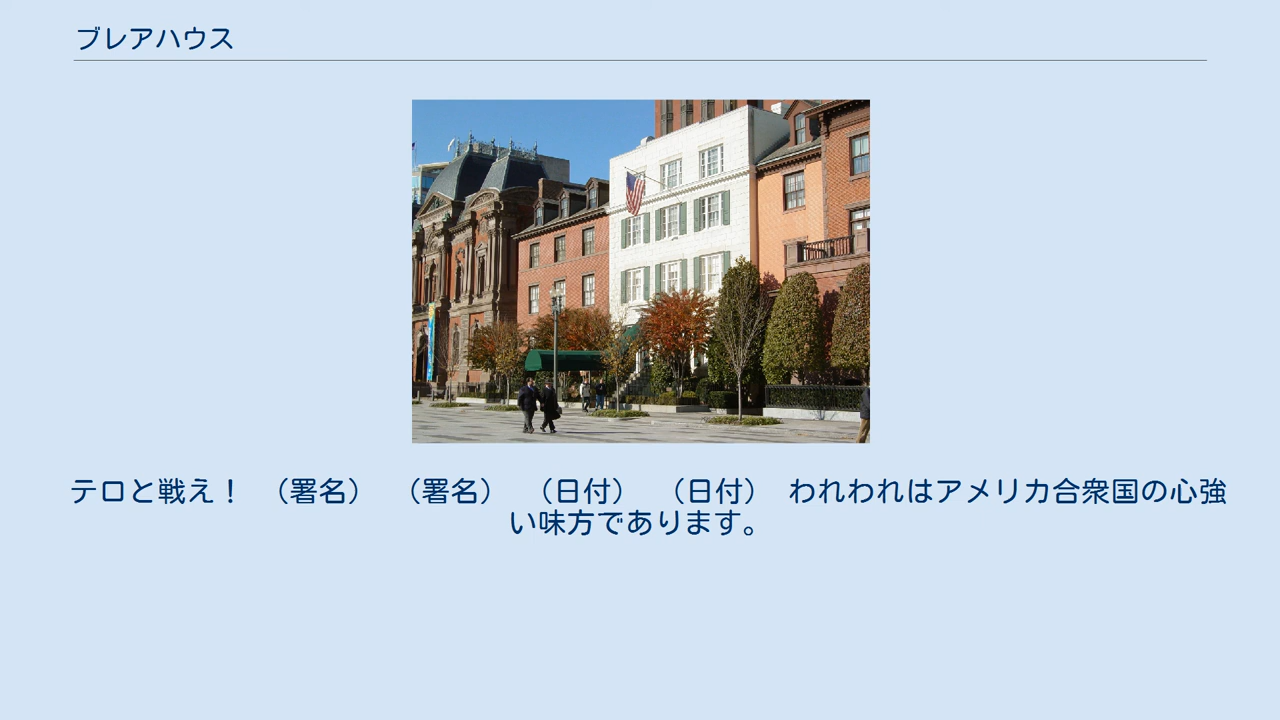 ブレアハウス
テロと戦え！　（署名）　（署名）　（日付）　（日付）　われわれはアメリカ合衆国の心強
い味方であります。